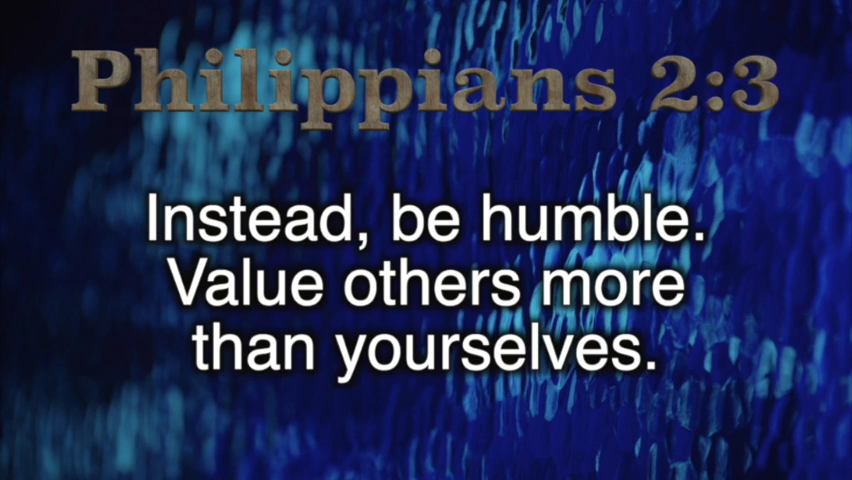 Philippians 2:3
Instead, be humble.
Value others more
than yourselves.